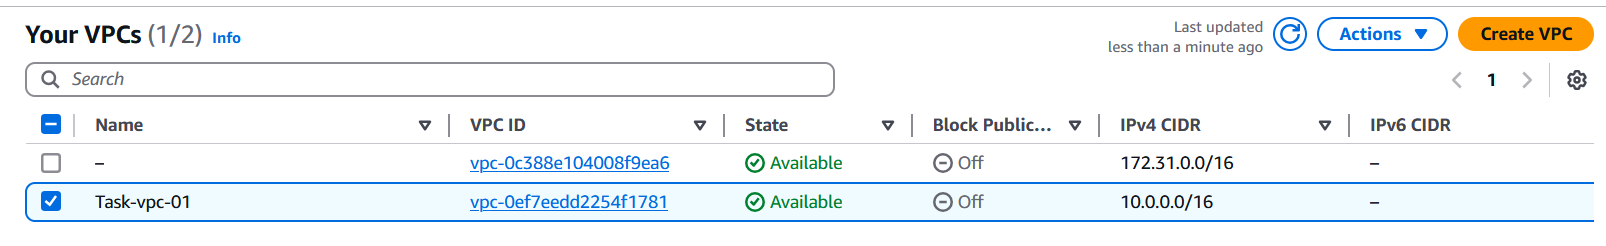 Your VPCs (1/2) Info
Last updated
less than a minute ago
Actions
Create VPC
Search
1
Name VPC ID State Block Public... IPv4 CIDR IPv6 CIDR
– vpc-0c388e104008f9ea6 Available Off 172.31.0.0/16 –
Task-vpc-01 vpc-0ef7eedd2254f1781 Available Off 10.0.0.0/16 –